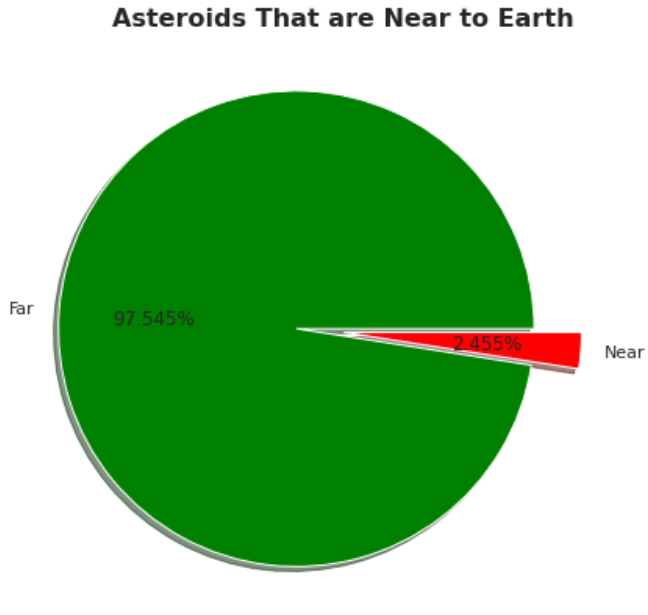 Asteroids That are Near to Earth
Far
97.545%
2.455%
Near